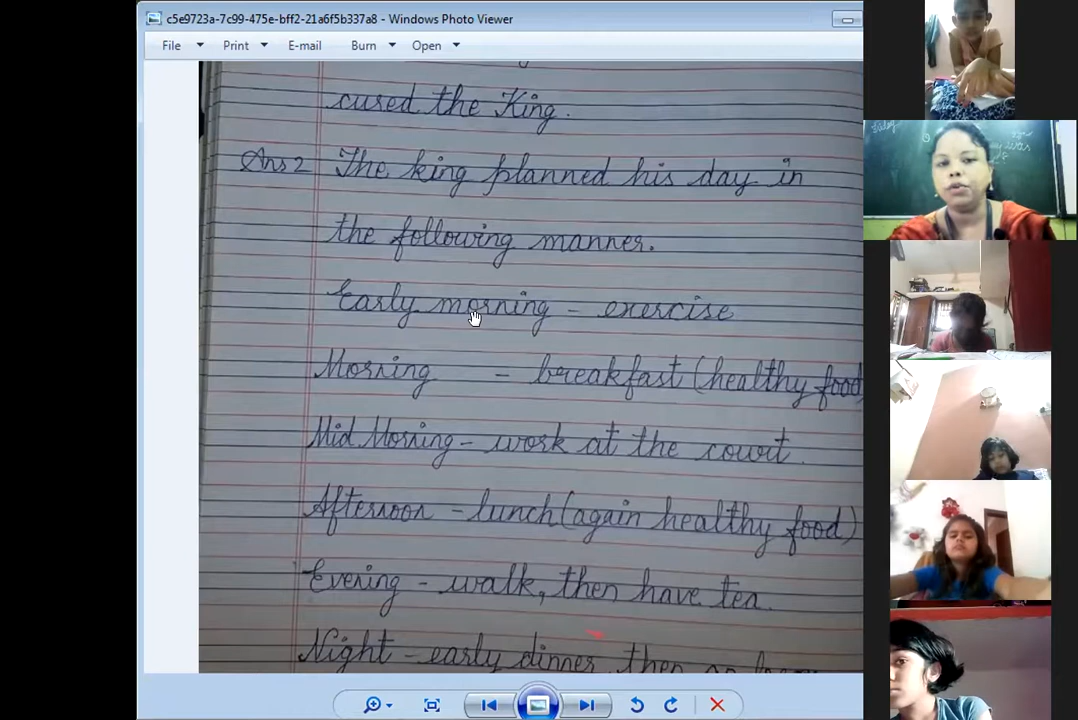 c5e9723a-7c99-475e-bff2-21a6f5b337a8 - Windows Photo Viewer
File Print E-mail Burn Open
cused the King.
Ans 2 The king planned his day in
the following manner.
Early morning - exercise
Morning - breakfast (healthy food
Mid Morning - work at the court.
Afternoon - lunch (again healthy food)
Evening - walk, then have tea.
Night - early dinner, then